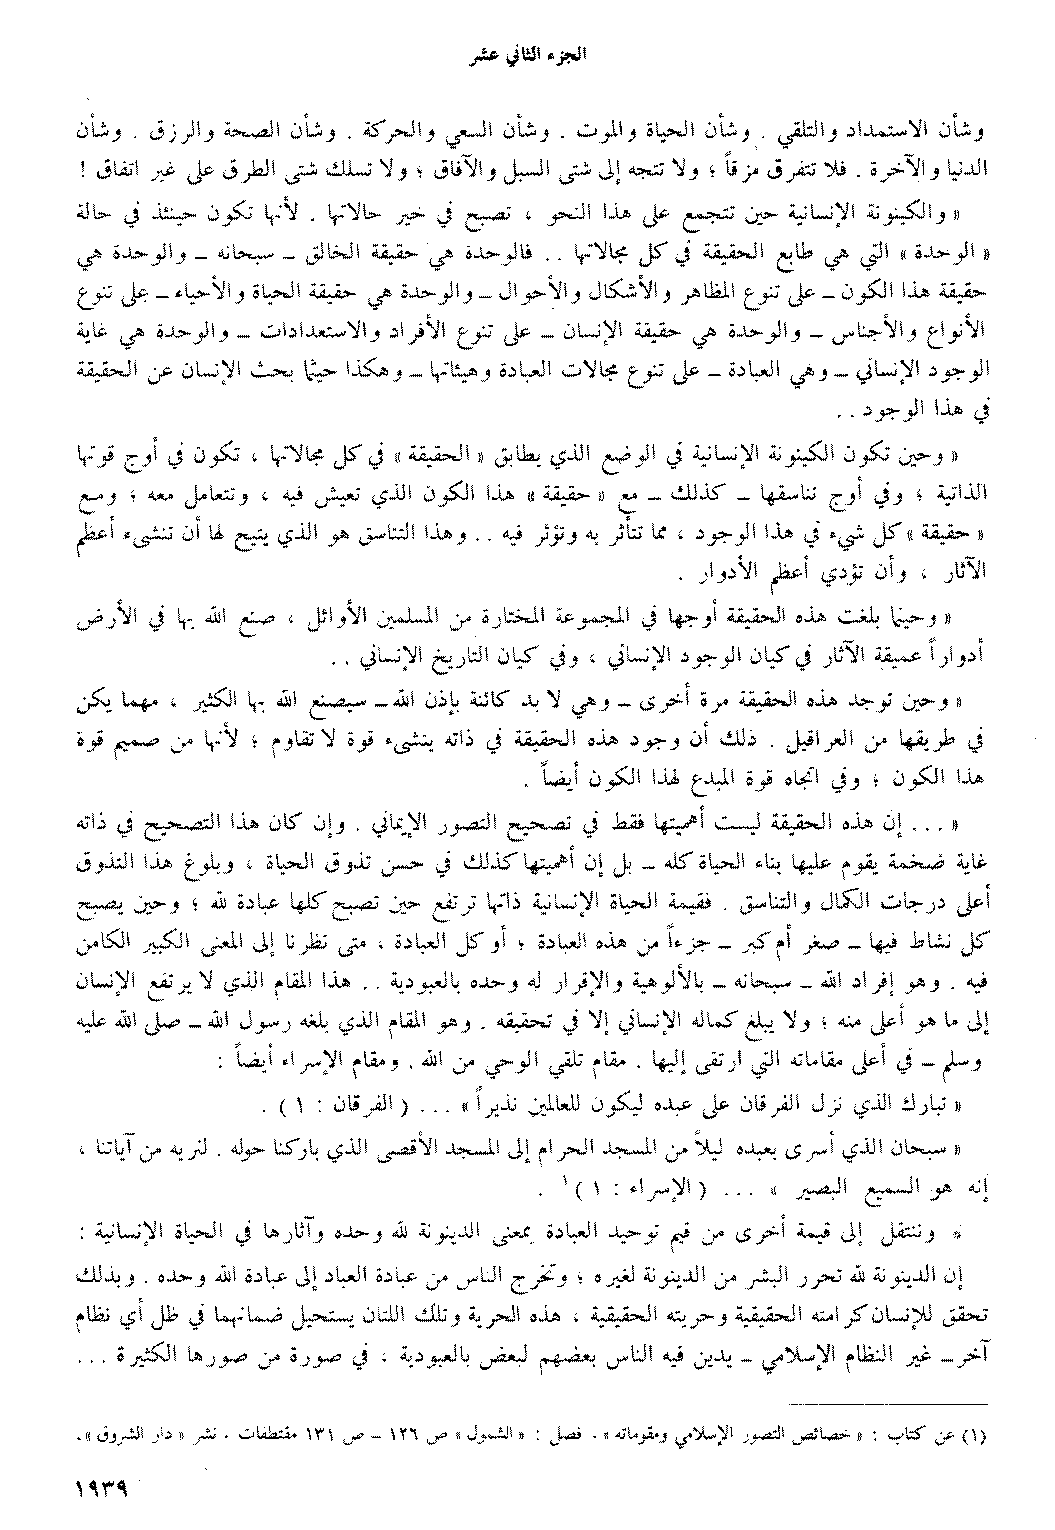 الجزء الثاني عشر
وشأن الاستمداد والتلقي . وشأن الحياة والموت . وشأن السعي والحركة . وشأن الصحة والرزق . وشأن
الدنيا والآخرة . فلا تتفرق مزقاً ؛ ولا تتجه إلى شتى السبل والآفاق ؛ ولا تسلك شتى الطرق على غير اتفاق !
« والكينونة الإنسانية حين تتجمع على هذا النحو ، تصبح في خير حالاتها . لأنها تكون حينئذ في حالة
« الوحدة » التي هي طابع الحقيقة في كل مجالاتها .. فالوحدة هي حقيقة الخالق – سبحانه – والوحدة هي
حقيقة هذا الكون – على تنوع المظاهر والأشكال والأحوال – والوحدة هي حقيقة الحياة والأحياء – على تنوع
الأنواع والأجناس – والوحدة هي حقيقة الإنسان – على تنوع الأفراد والاستعدادات – والوحدة هي غاية
الوجود الإنساني – وهي العبادة – على تنوع مجالات العبادة وهيئاتها – وهكذا حيثما بحث الإنسان عن الحقيقة
في هذا الوجود ..
« وحين تكون الكينونة الإنسانية في الوضع الذي يطابق « الحقيقة » في كل مجالاتها ، تكون في أوج قوتها
الذاتية ؛ وفي أوج تناسقها – كذلك – مع « حقيقة » هذا الكون الذي تعيش فيه ، وتتعامل معه ؛ ومع
« حقيقة » كل شيء في هذا الوجود ، مما تتأثر به وتؤثر فيه .. وهذا التناسق هو الذي يتيح لها أن تنشىء أعظم
الآثار ، وأن تؤدي أعظم الأدوار .
« وحينما بلغت هذه الحقيقة أوجها في المجموعة المختارة من المسلمين الأوائل ، صنع الله بها في الأرض
أدواراً عميقة الآثار في كيان الوجود الإنساني ، وفي كيان التاريخ الإنساني ..
« وحين توجد هذه الحقيقة مرة أخرى – وهي لا بد كائنة بإذن الله – سيصنع الله بها الكثير ، مهما يكن
في طريقها من العراقيل . ذلك أن وجود هذه الحقيقة في ذاته ينشىء قوة لا تقاوم ؛ لأنها من صميم قوة
هذا الكون ؛ وفي اتجاه قوة المبدع لهذا الكون أيضاً .
« ... إن هذه الحقيقة ليست أهميتها فقط في تصحيح التصور الإيماني . وإن كان هذا التصحيح في ذاته
غاية ضخمة يقوم عليها بناء الحياة كله – بل إن أهميتها كذلك في حسن تذوق الحياة ، وبلوغ هذا التذوق
أعلى درجات الكمال والتناسق . فقيمة الحياة الإنسانية ذاتها ترتفع حين تصبح كلها عبادة لله ؛ وحين يصبح
كل نشاط فيها – صغر أم كبر – جزءاً من هذه العبادة ؛ أو كل العبادة ، متى نظرنا إلى المعنى الكبير الكامن
فيه . وهو إفراد الله – سبحانه – بالألوهية والإقرار له وحده بالعبودية .. هذا المقام الذي لا يرتفع الإنسان
إلى ما هو أعلى منه ؛ ولا يبلغ كماله الإنساني إلا في تحقيقه . وهو المقام الذي بلغه رسول الله – صلى الله عليه
وسلم – في أعلى مقاماته التي ارتقى إليها . مقام تلقي الوحي من الله . ومقام الإسراء أيضاً :
« تبارك الذي نزل الفرقان على عبده ليكون للعالمين نذيراً » ... ( الفرقان : ١ ) .
« سبحان الذي أسرى بعبده ليلاً من المسجد الحرام إلى المسجد الأقصى الذي باركنا حوله . لنريه من آياتنا ،
إنه هو السميع البصير » ... ( الإسراء : ١ ) ١ .
* وننتقل إلى قيمة أخرى من قيم توحيد العبادة بمعنى الدينونة لله وحده وآثارها في الحياة الإنسانية :
إن الدينونة لله تحرر البشر من الدينونة لغيره ؛ وتخرج الناس من عبادة العباد إلى عبادة الله وحده . وبذلك
تحقق للإنسان كرامته الحقيقية وحريته الحقيقية ، هذه الحرية وتلك اللتان يستحيل ضمانهما في ظل أي نظام
آخر – غير النظام الإسلامي – يدين فيه الناس بعضهم لبعض بالعبودية ، في صورة من صورها الكثيرة ...
(١) عن كتاب : « خصائص التصور الإسلامي ومقوماته » . فصل : « الشمول » ص ١٢٦ – ص ١٣١ مقتطفات . نشر « دار الشروق » .
١٩٣٩